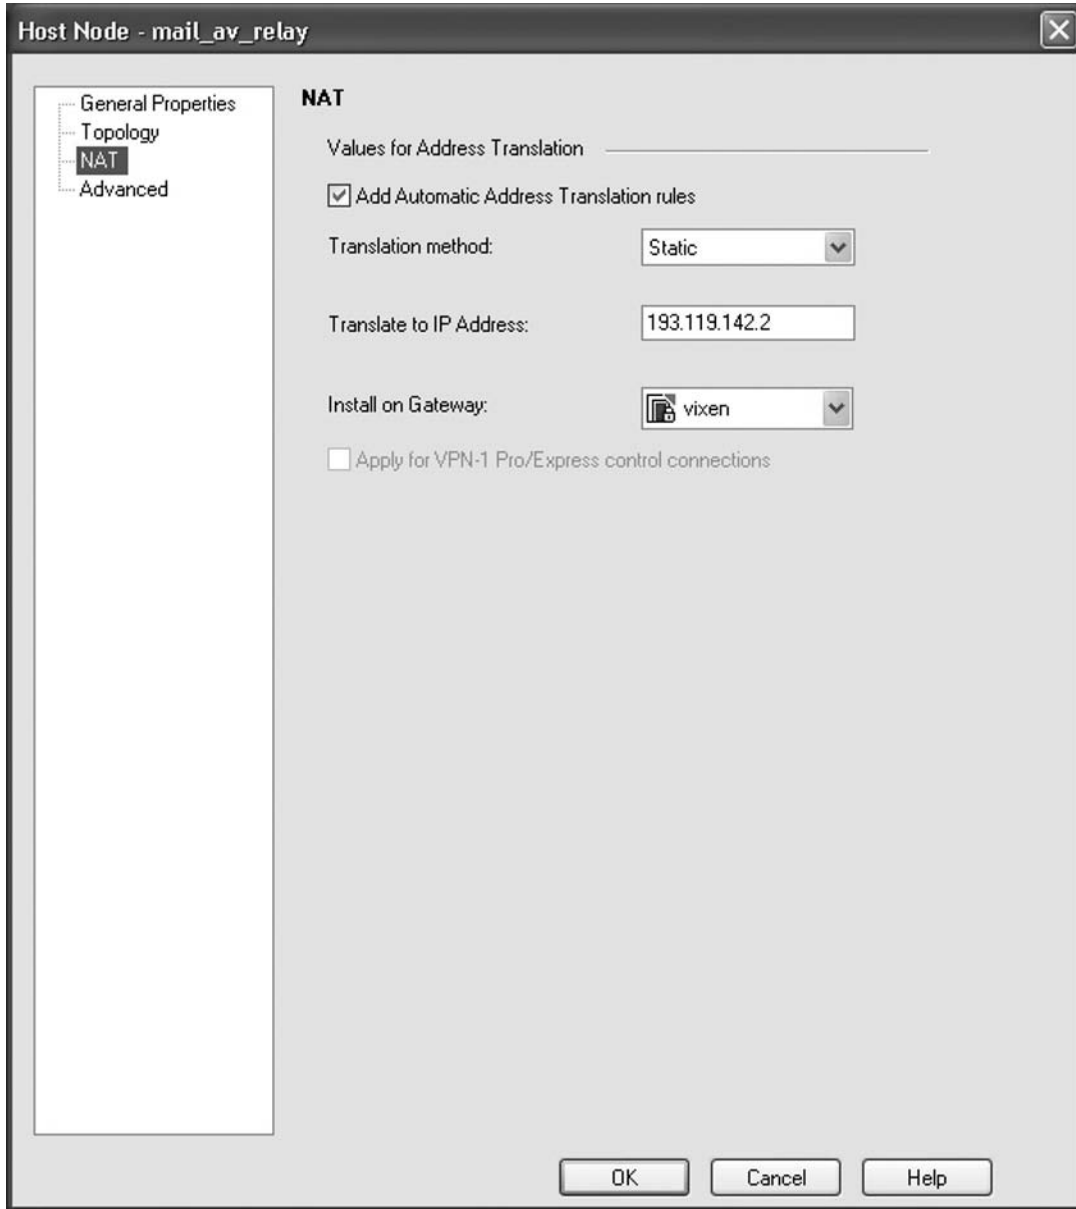 Host Node - mail_av_relay
General Properties
Topology
NAT
Advanced
NAT
Values for Address Translation
Add Automatic Address Translation rules
Translation method: Static
Translate to IP Address: 193.119.142.2
Install on Gateway: vixen
Apply for VPN-1 Pro/Express control connections
OK Cancel Help